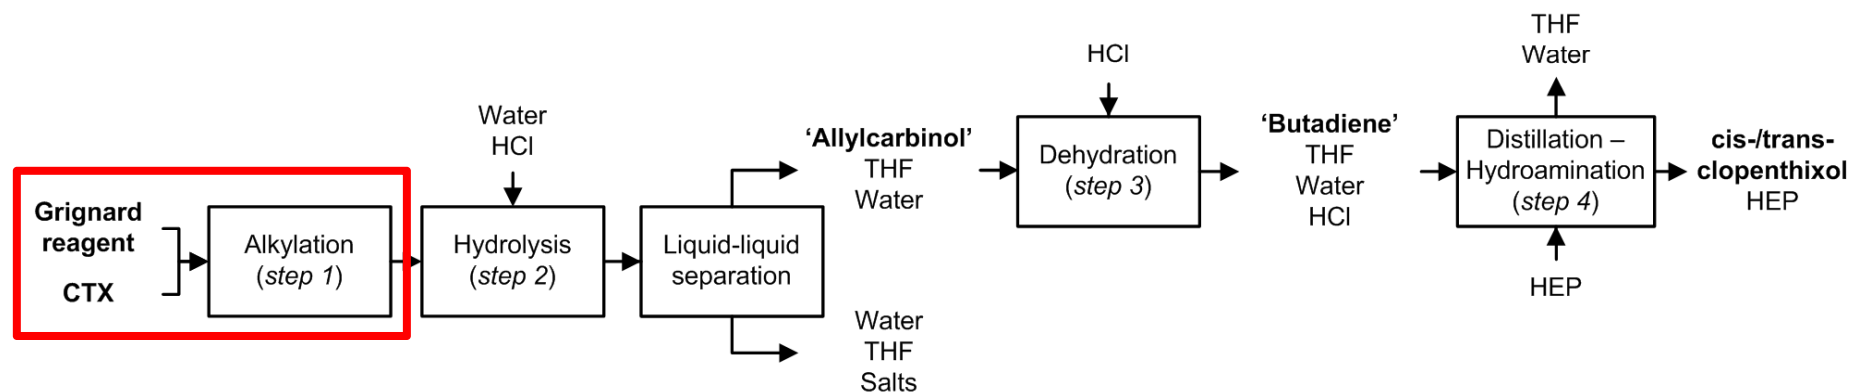 Grignard
reagent
CTX
Alkylation
(step 1)
Water
HCl
Hydrolysis
(step 2)
Liquid-liquid
separation
'Allylcarbinol'
THF
Water
Water
THF
Salts
HCl
Dehydration
(step 3)
'Butadiene'
THF
Water
HCl
THF
Water
Distillation –
Hydroamination
(step 4)
HEP
cis-/trans-
clopenthixol
HEP